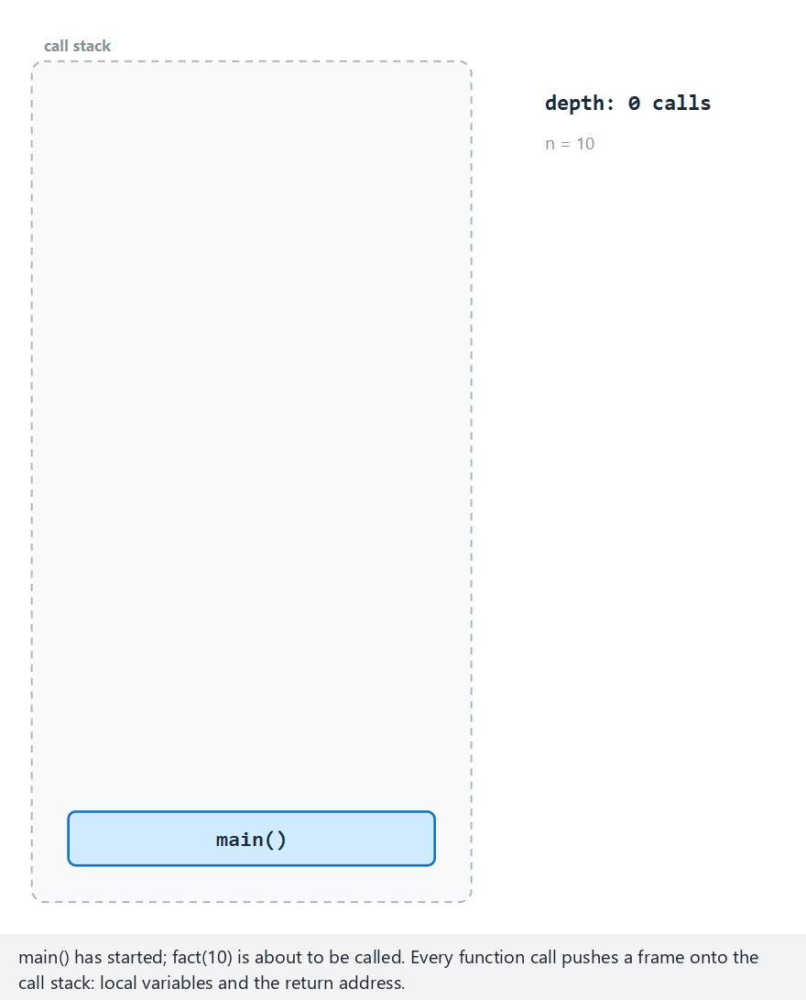 call stack
depth: 0 calls
n = 10
main()
main() has started; fact(10) is about to be called. Every function call pushes a frame onto the
call stack: local variables and the return address.